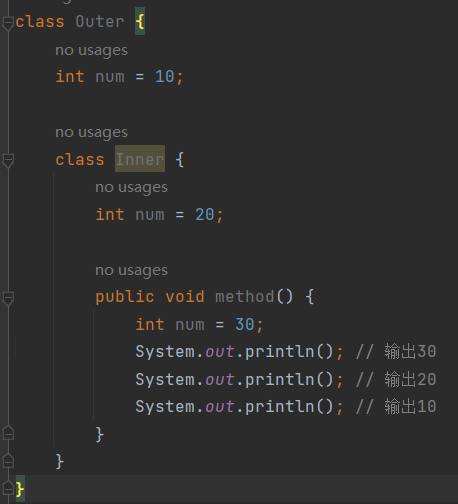 class Outer {
no usages
int num = 10;
no usages
class Inner {
no usages
int num = 20;
no usages
public void method() {
int num = 30;
System.out.println(); // 输出30
System.out.println(); // 输出20
System.out.println(); // 输出10
}
}
}